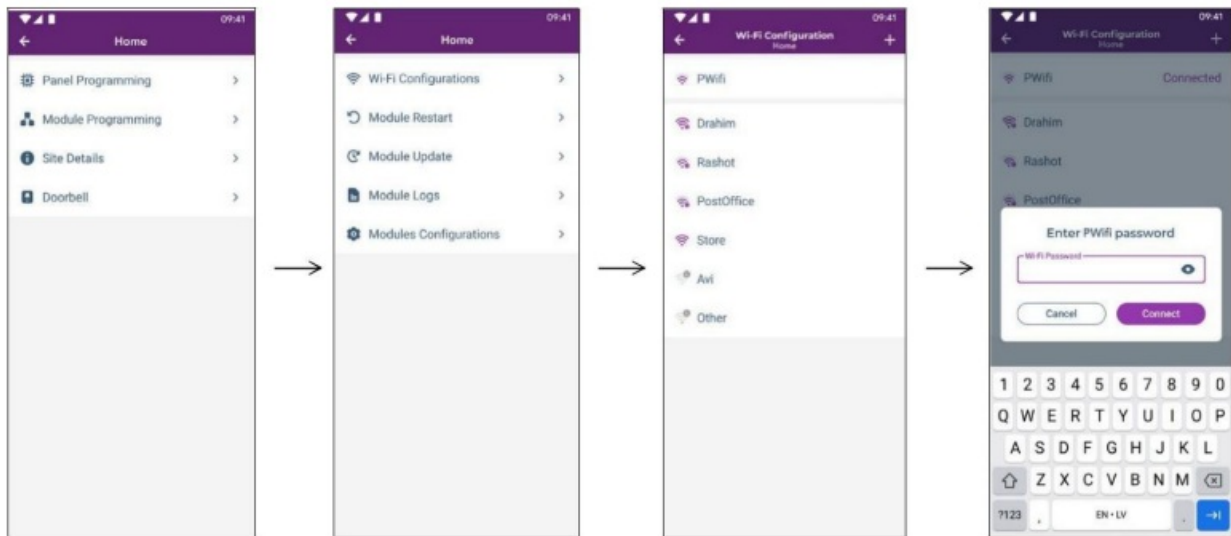 09:41
Home
Panel Programming
Module Programming
Site Details
Doorbell
09:41
Home
Wi-Fi Configurations
Module Restart
Module Update
Module Logs
Modules Configurations
09:41
Wi-Fi Configuration
Home
+
PWifi
Drahim
Rashot
PostOffice
Store
Avi
Other
09:41
Wi-Fi Configuration
Home
+
PWifi Connected
Drahim
Rashot
PostOffice
Enter PWifi password
Wi-Fi Password
Cancel Connect
1 2 3 4 5 6 7 8 9 0
Q W E R T Y U I O P
A S D F G H J K L
Z X C V B N M
?123 , EN • LV .